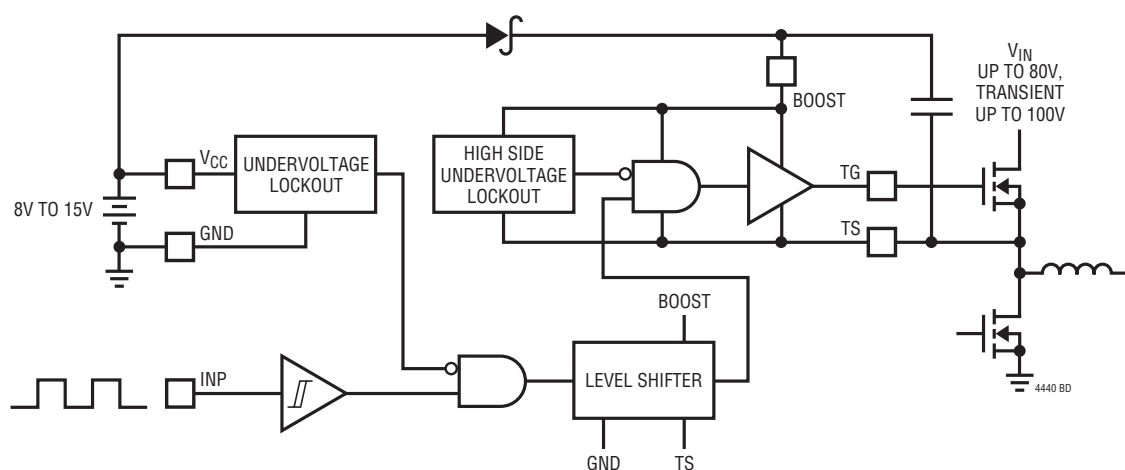 V_IN
UP TO 80V,
TRANSIENT
UP TO 100V
BOOST
V_CC
UNDERVOLTAGE
LOCKOUT
HIGH SIDE
UNDERVOLTAGE
LOCKOUT
TG
8V TO 15V
GND
TS
BOOST
INP
LEVEL SHIFTER
4440 BD
GND
TS